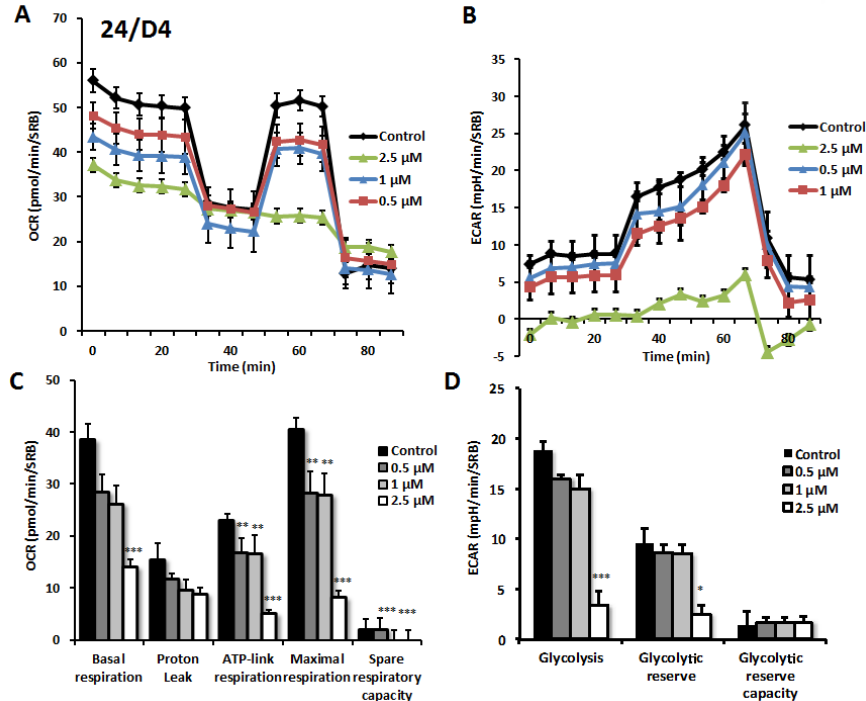 A
24/D4
70
60
50
40
30
20
10
0
OCR (pmol/min/SRB)
0
20
40
60
80
Time (min)
Control
2.5 µM
1 µM
0.5 µM
B
35
30
25
20
15
10
5
0
-5
ECAR (mpH/min/SRB)
0
20
40
60
80
Time (min)
Control
2.5 µM
0.5 µM
1 µM
C
50
40
30
20
10
0
OCR (pmol/min/SRB)
Control
0.5 µM
1 µM
2.5 µM
***
** **
***
** **
***
*** ***
Basal
respiration
Proton
Leak
ATP-link
respiration
Maximal
respiration
Spare
respiratory
capacity
D
25
20
15
10
5
0
ECAR (mpH/min/SRB)
Control
0.5 µM
1 µM
2.5 µM
***
*
Glycolysis
Glycolytic
reserve
Glycolytic
reserve
capacity